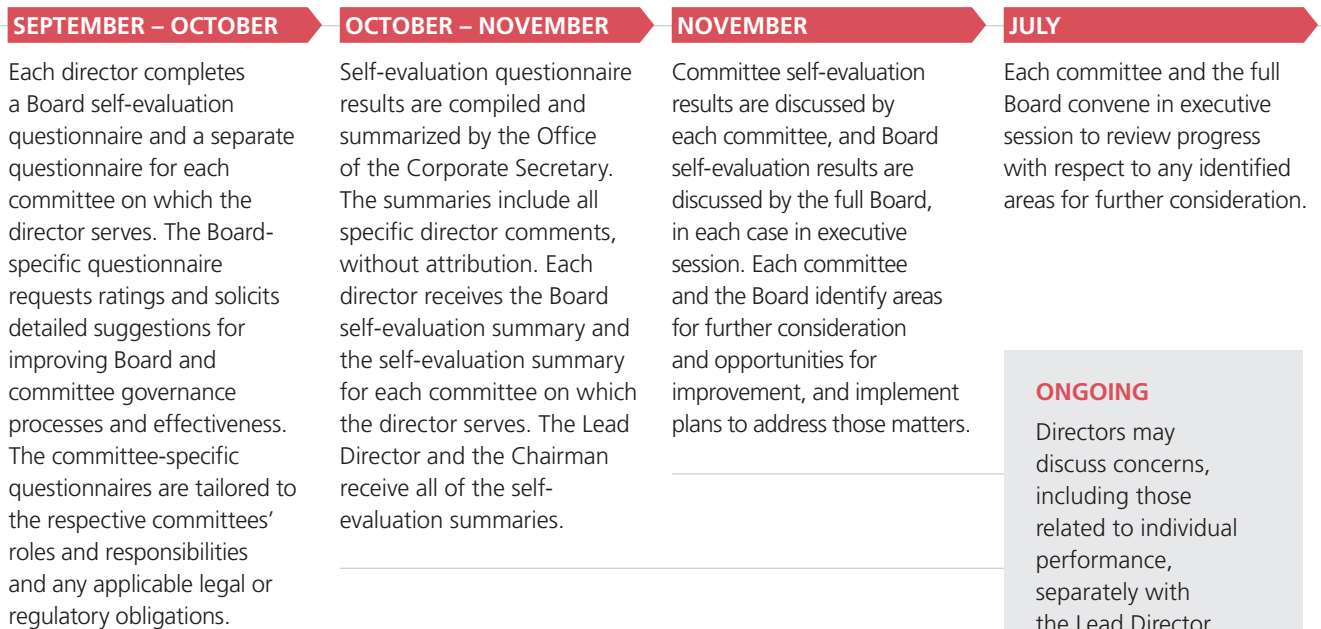 SEPTEMBER – OCTOBER
Each director completes
a Board self-evaluation
questionnaire and a separate
questionnaire for each
committee on which the
director serves. The Board-
specific questionnaire
requests ratings and solicits
detailed suggestions for
improving Board and
committee governance
processes and effectiveness.
The committee-specific
questionnaires are tailored to
the respective committees’
roles and responsibilities
and any applicable legal or
regulatory obligations.
OCTOBER – NOVEMBER
Self-evaluation questionnaire
results are compiled and
summarized by the Office
of the Corporate Secretary.
The summaries include all
specific director comments,
without attribution. Each
director receives the Board
self-evaluation summary and
the self-evaluation summary
for each committee on which
the director serves. The Lead
Director and the Chairman
receive all of the self-
evaluation summaries.
NOVEMBER
Committee self-evaluation
results are discussed by
each committee, and Board
self-evaluation results are
discussed by the full Board,
in each case in executive
session. Each committee
and the Board identify areas
for further consideration
and opportunities for
improvement, and implement
plans to address those matters.
JULY
Each committee and the full
Board convene in executive
session to review progress
with respect to any identified
areas for further consideration.
ONGOING
Directors may
discuss concerns,
including those
related to individual
performance,
separately with
the Lead Director